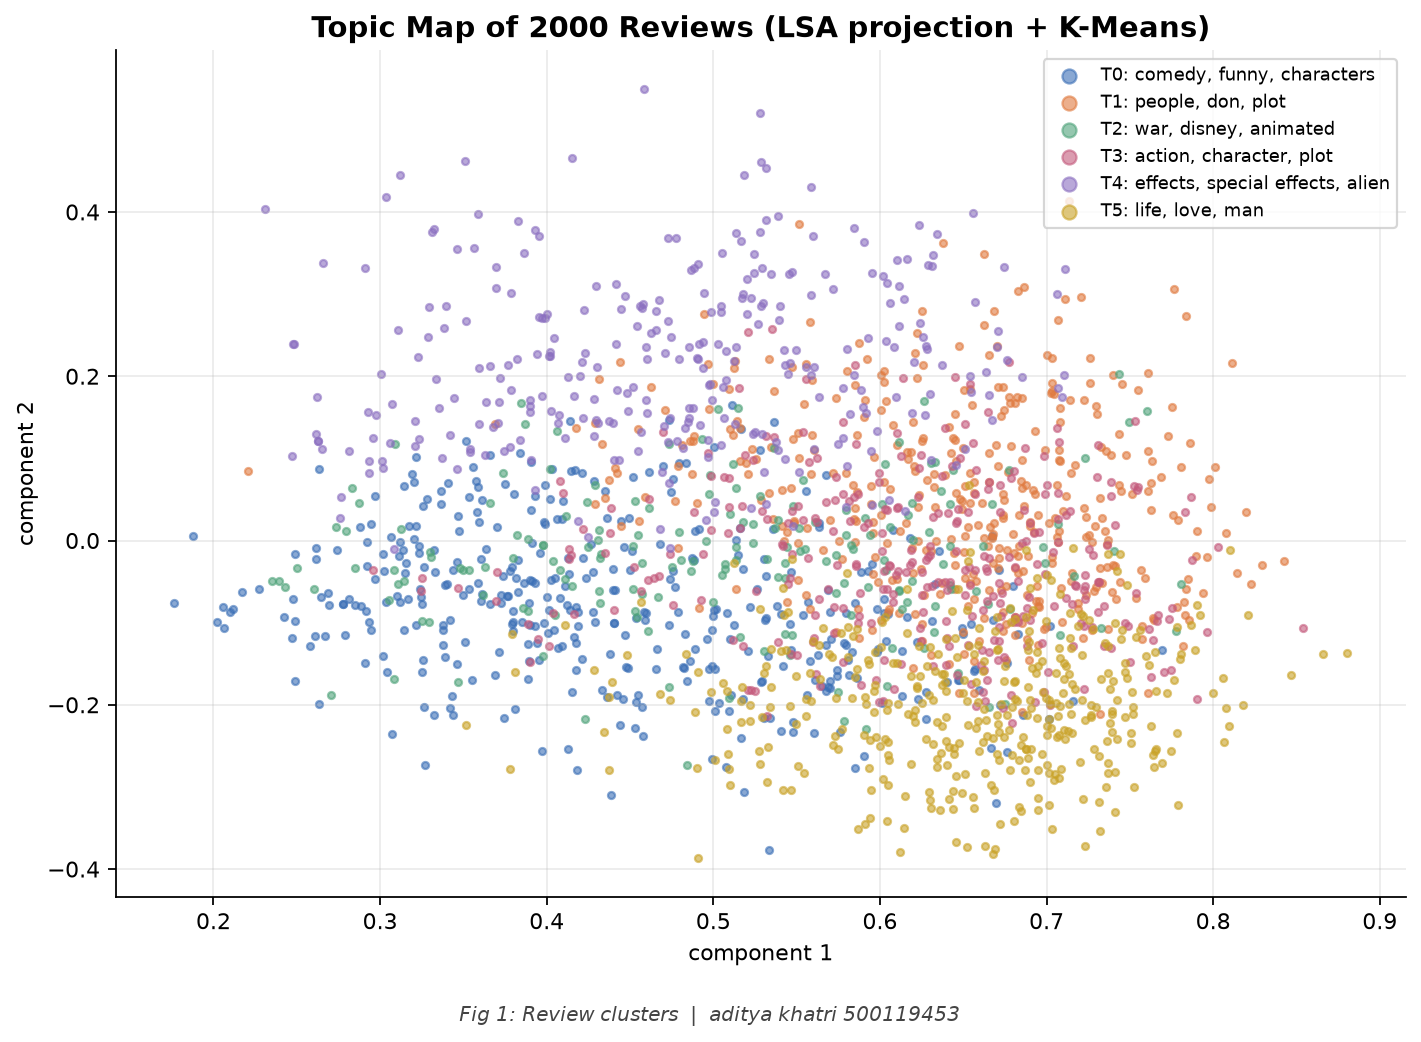 Topic Map of 2000 Reviews (LSA projection + K-Means)
T0: comedy, funny, characters
T1: people, don, plot
T2: war, disney, animated
T3: action, character, plot
T4: effects, special effects, alien
T5: life, love, man
0.4
0.2
0.0
−0.2
−0.4
component 2
0.2 0.3 0.4 0.5 0.6 0.7 0.8 0.9
component 1
Fig 1: Review clusters | aditya khatri 500119453